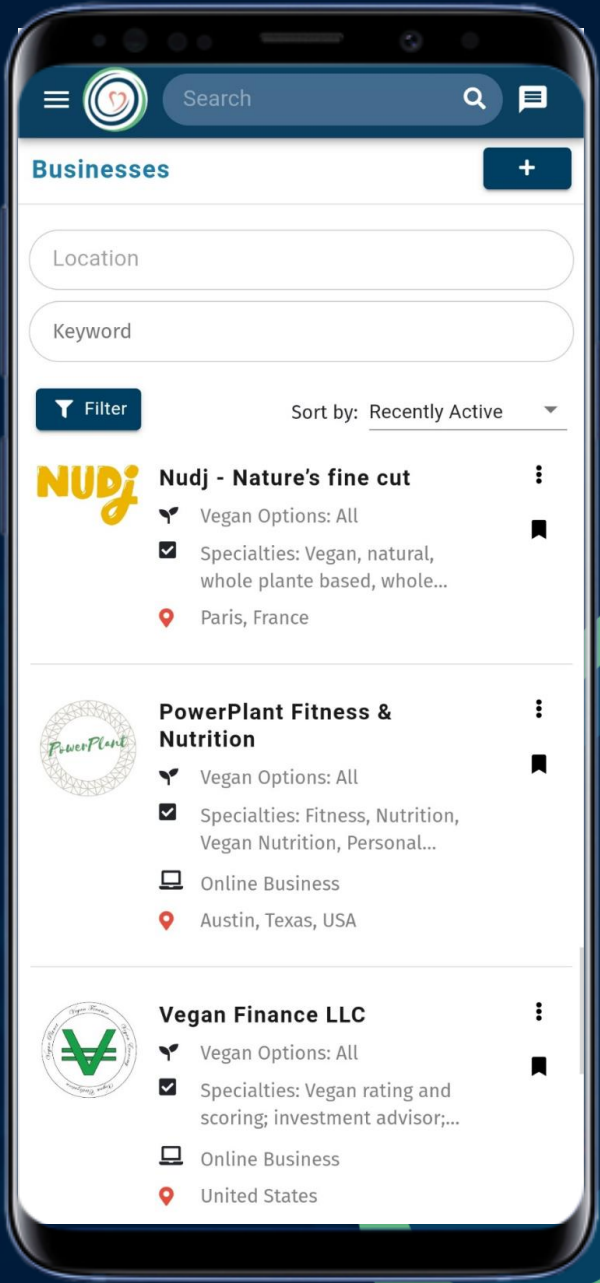 Search
Businesses
+
Location
Keyword
Filter
Sort by: Recently Active
NUDj
Nudj - Nature’s fine cut
Vegan Options: All
Specialties: Vegan, natural,
whole plante based, whole...
Paris, France
PowerPlant
PowerPlant Fitness &
Nutrition
Vegan Options: All
Specialties: Fitness, Nutrition,
Vegan Nutrition, Personal...
Online Business
Austin, Texas, USA
Vegan Finance LLC
Vegan Options: All
Specialties: Vegan rating and
scoring; investment advisor;...
Online Business
United States